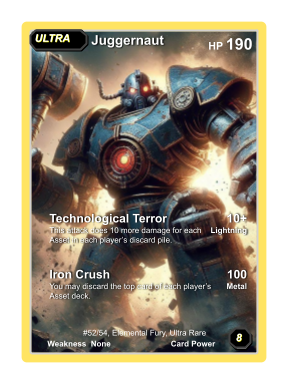 ULTRA
Juggernaut
HP 190
Technological Terror 10+
This attack does 10 more damage for each Lightning
Asset in each player's discard pile.
Iron Crush 100
You may discard the top card of each player's Metal
Asset deck.
#52/54, Elemental Fury, Ultra Rare
Weakness None Card Power 8